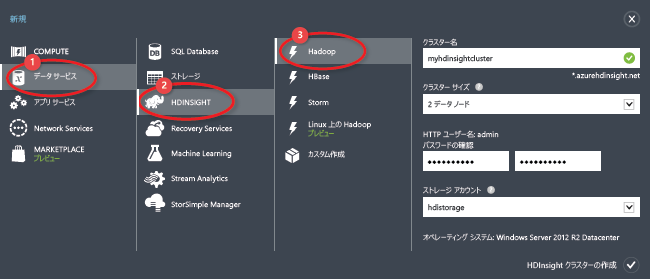 新規
COMPUTE
1
データ サービス
アプリ サービス
Network Services
MARKETPLACE
プレビュー
SQL Database
ストレージ
2
HDINSIGHT
Recovery Services
Machine Learning
Stream Analytics
StorSimple Manager
3
Hadoop
HBase
Storm
Linux 上の Hadoop
プレビュー
カスタム作成
クラスター名
myhdinsightcluster
*.azurehdinsight.net
クラスター サイズ ?
2 データ ノード
HTTP ユーザー名: admin
パスワードの確認
●●●●●●●●●● ●●●●●●●●●●
ストレージ アカウント ?
hdistorage
オペレーティング システム: Windows Server 2012 R2 Datacenter
HDInsight クラスターの作成